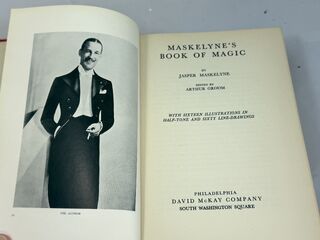 THE AUTHOR
MASKELYNE'S
BOOK OF MAGIC
BY
JASPER MASKELYNE
EDITED BY
ARTHUR GROOM
WITH SIXTEEN ILLUSTRATIONS IN
HALF-TONE AND SIXTY LINE-DRAWINGS
PHILADELPHIA
DAVID McKAY COMPANY
SOUTH WASHINGTON SQUARE